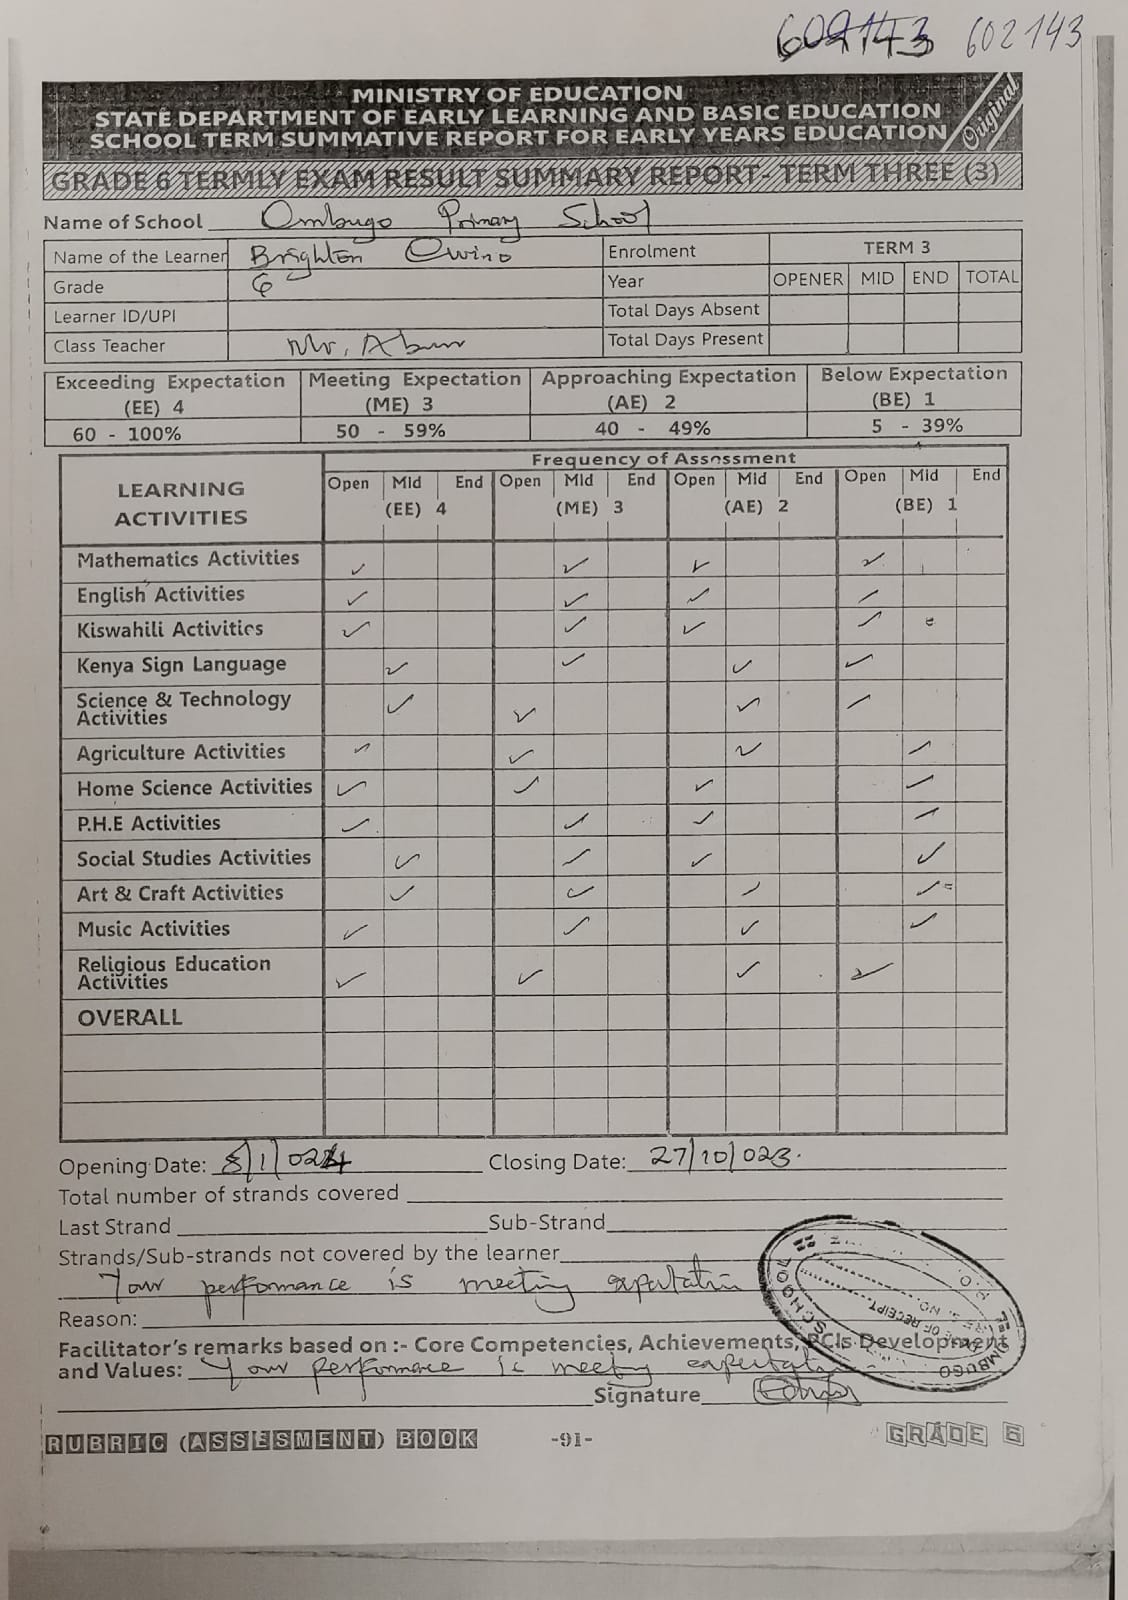 602143 602143
MINISTRY OF EDUCATION
STATE DEPARTMENT OF EARLY LEARNING AND BASIC EDUCATION
SCHOOL TERM SUMMATIVE REPORT FOR EARLY YEARS EDUCATION
Original
GRADE 6 TERMLY EXAM RESULT SUMMARY REPORT- TERM THREE (3)
Name of School Ombugo Primary School
Name of the Learner Brighton Owino Enrolment TERM 3
Grade 6 Year OPENER MID END TOTAL
Learner ID/UPI Total Days Absent
Class Teacher Mr. Total Days Present
Exceeding Expectation Meeting Expectation Approaching Expectation Below Expectation
(EE) 4 (ME) 3 (AE) 2 (BE) 1
60 - 100% 50 - 59% 40 - 49% 5 - 39%
LEARNING ACTIVITIES Frequency of Assessment
Open Mid End Open Mid End Open Mid End Open Mid End
(EE) 4 (ME) 3 (AE) 2 (BE) 1
Mathematics Activities ✓ ✓ ✓ ✓
English Activities ✓ ✓ ✓ ✓
Kiswahili Activities ✓ ✓ ✓ ✓
Kenya Sign Language ✓ ✓ ✓ ✓
Science & Technology Activities ✓ ✓ ✓ ✓
Agriculture Activities ✓ ✓ ✓ ✓
Home Science Activities ✓ ✓ ✓ ✓
P.H.E Activities ✓ ✓ ✓ ✓
Social Studies Activities ✓ ✓ ✓ ✓
Art & Craft Activities ✓ ✓ ✓ ✓
Music Activities ✓ ✓ ✓ ✓
Religious Education Activities ✓ ✓ ✓ ✓
OVERALL
Opening Date: 8/1/024 Closing Date: 27/10/023.
Total number of strands covered
Last Strand Sub-Strand
Strands/Sub-strands not covered by the learner
Your performance is meeting expectation
Reason:
Facilitator's remarks based on :- Core Competencies, Achievements, PCIs Development
and Values: Your performance is meeting expectation
Signature
OMBUGO SCHOOL
P.O.
DATE OF RECEIPT
RUBRIC (ASSESMENT) BOOK -91- GRADE 6